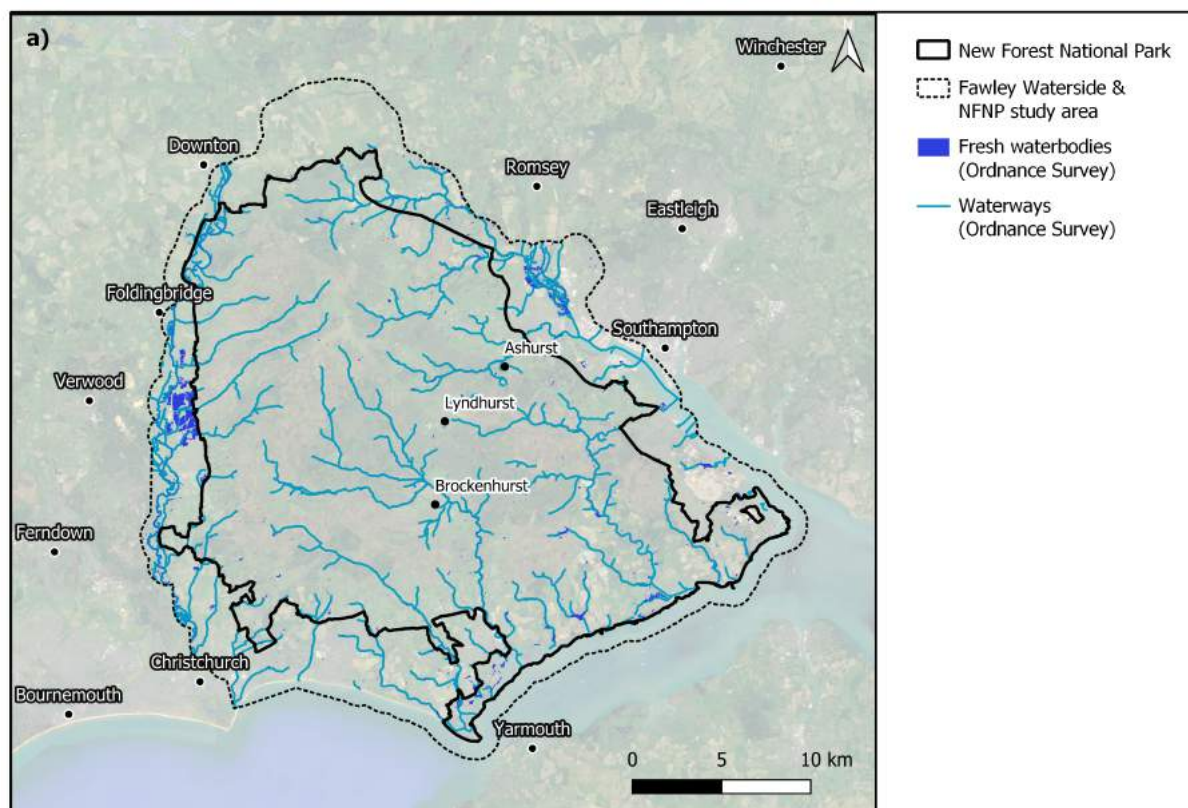 a)
Winchester
Downton
Romsey
Eastleigh
Foldingbridge
Southampton
Ashurst
Verwood
Lyndhurst
Brockenhurst
Ferndown
Christchurch
Bournemouth
Yarmouth
0 5 10 km
New Forest National Park
Fawley Waterside &
NFNP study area
Fresh waterbodies
(Ordnance Survey)
Waterways
(Ordnance Survey)